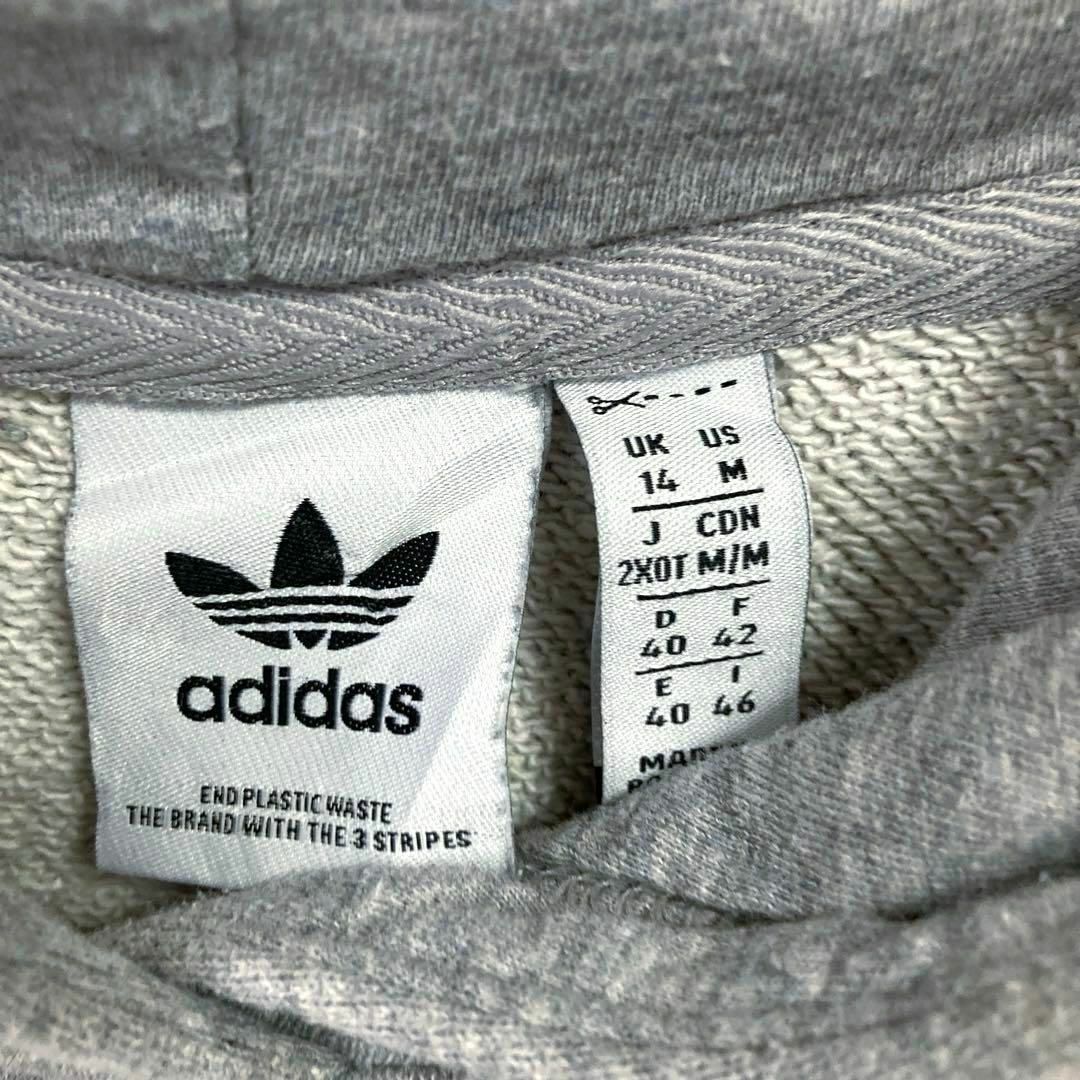 adidas
END PLASTIC WASTE
THE BRAND WITH THE 3 STRIPES
UK US
14 M
J CDN
2XOT M/M
D F
40 42
E I
40 46